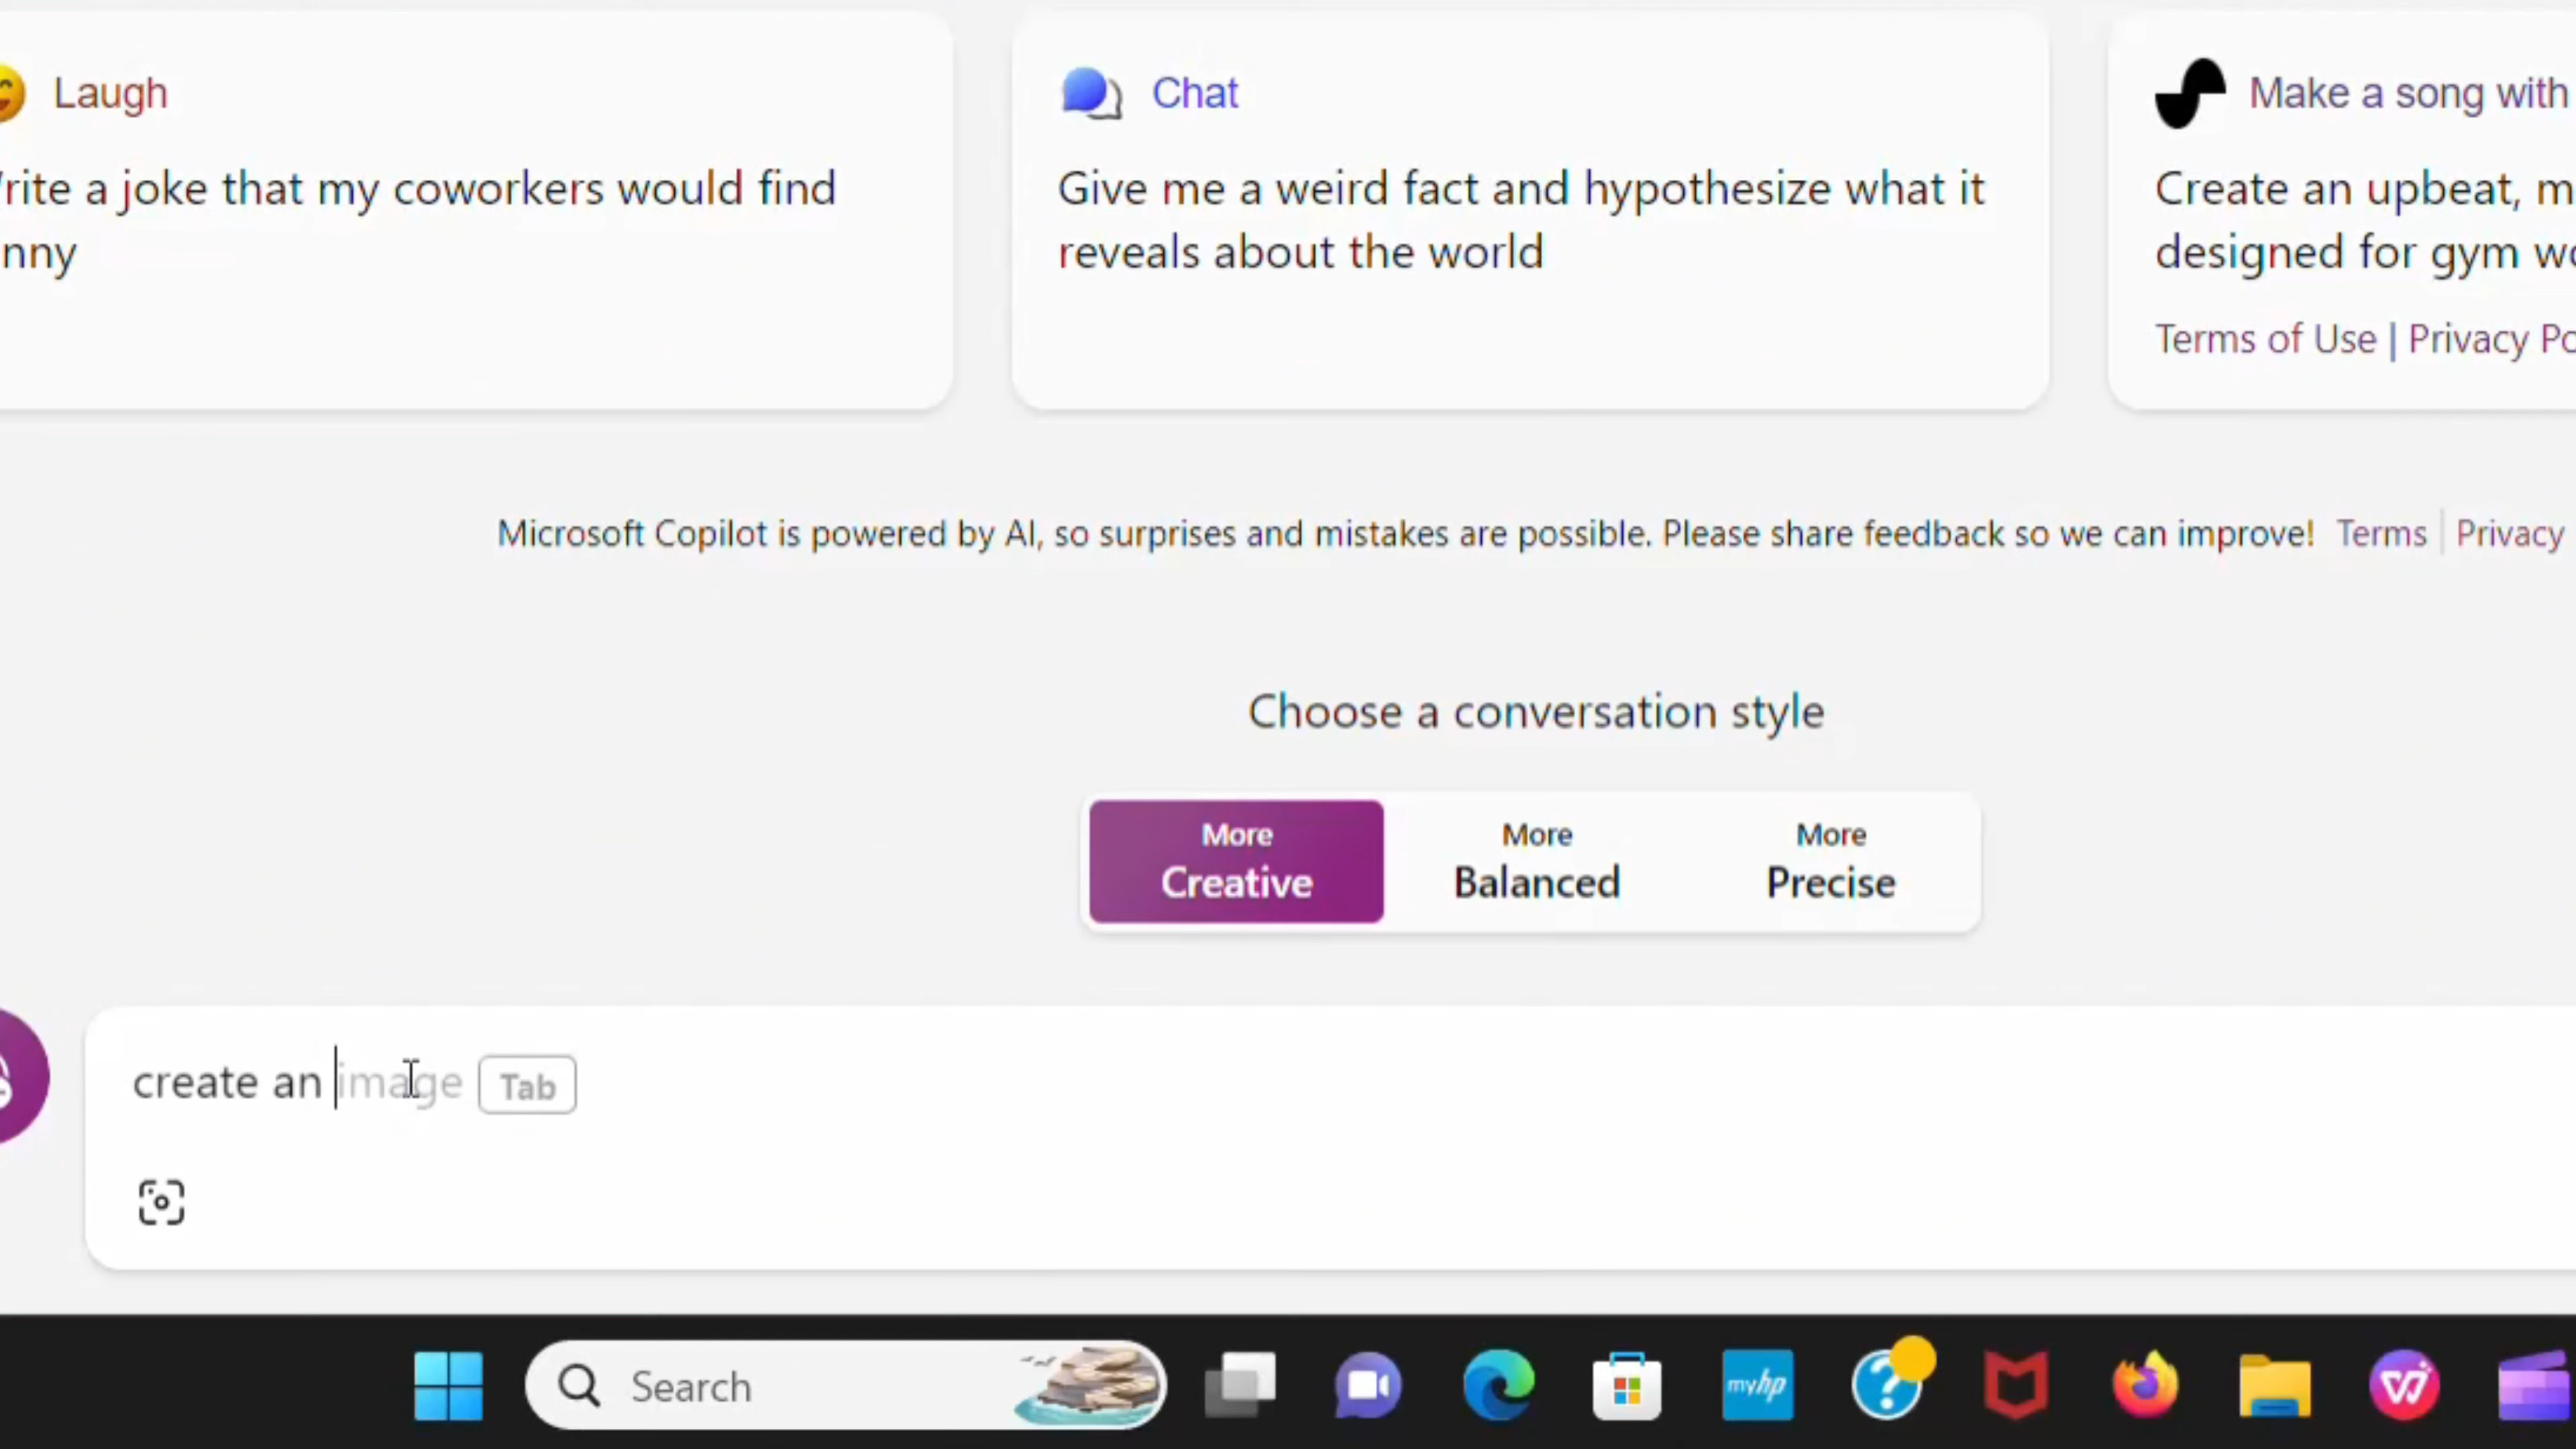 Laugh
rite a joke that my coworkers would find
nny
Chat
Give me a weird fact and hypothesize what it
reveals about the world
Make a song with
Create an upbeat, m
designed for gym wo
Terms of Use | Privacy Po
Microsoft Copilot is powered by AI, so surprises and mistakes are possible. Please share feedback so we can improve! Terms | Privacy
Choose a conversation style
More Creative
More Balanced
More Precise
create an image Tab
Search
myhp